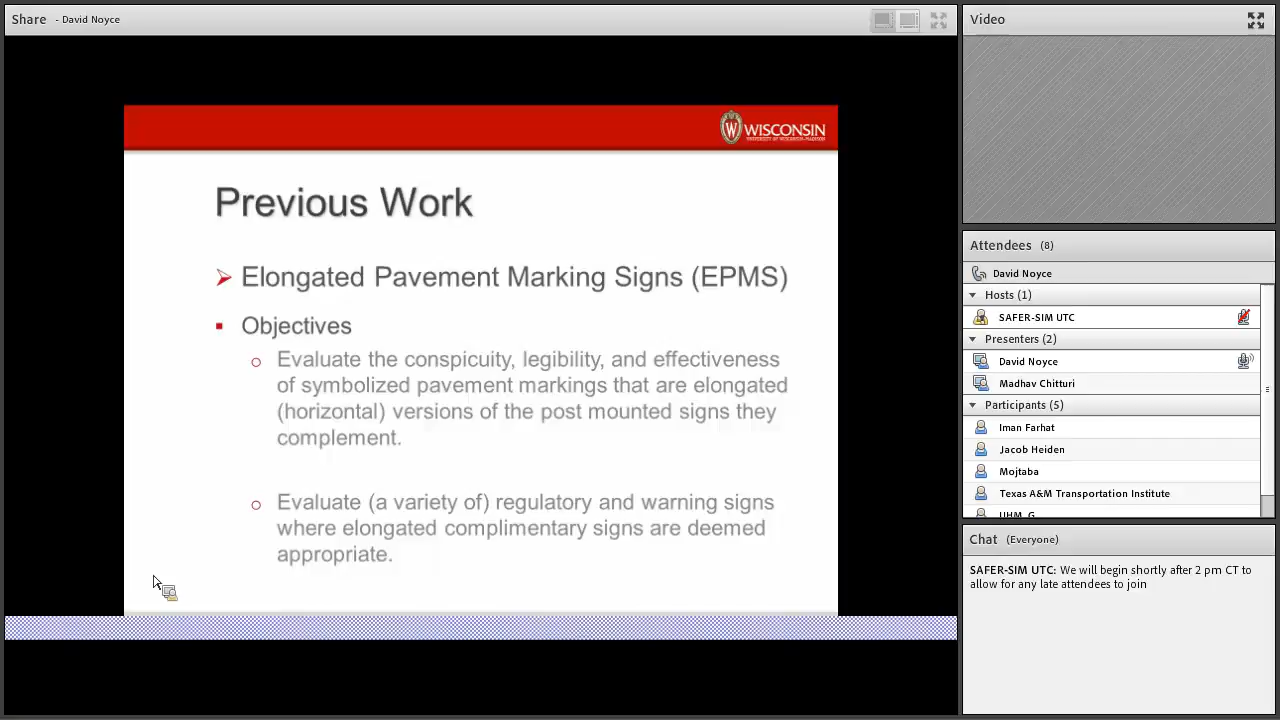 Share - David Noyce
WISCONSIN
UNIVERSITY OF WISCONSIN-MADISON
Previous Work
Elongated Pavement Marking Signs (EPMS)
Objectives
Evaluate the conspicuity, legibility, and effectiveness
of symbolized pavement markings that are elongated
(horizontal) versions of the post mounted signs they
complement.
Evaluate (a variety of) regulatory and warning signs
where elongated complimentary signs are deemed
appropriate.
Video
Attendees (8)
David Noyce
Hosts (1)
SAFER-SIM UTC
Presenters (2)
David Noyce
Madhav Chitturi
Participants (5)
Iman Farhat
Jacob Heiden
Mojtaba
Texas A&M Transportation Institute
UHM_G
Chat (Everyone)
SAFER-SIM UTC: We will begin shortly after 2 pm CT to
allow for any late attendees to join